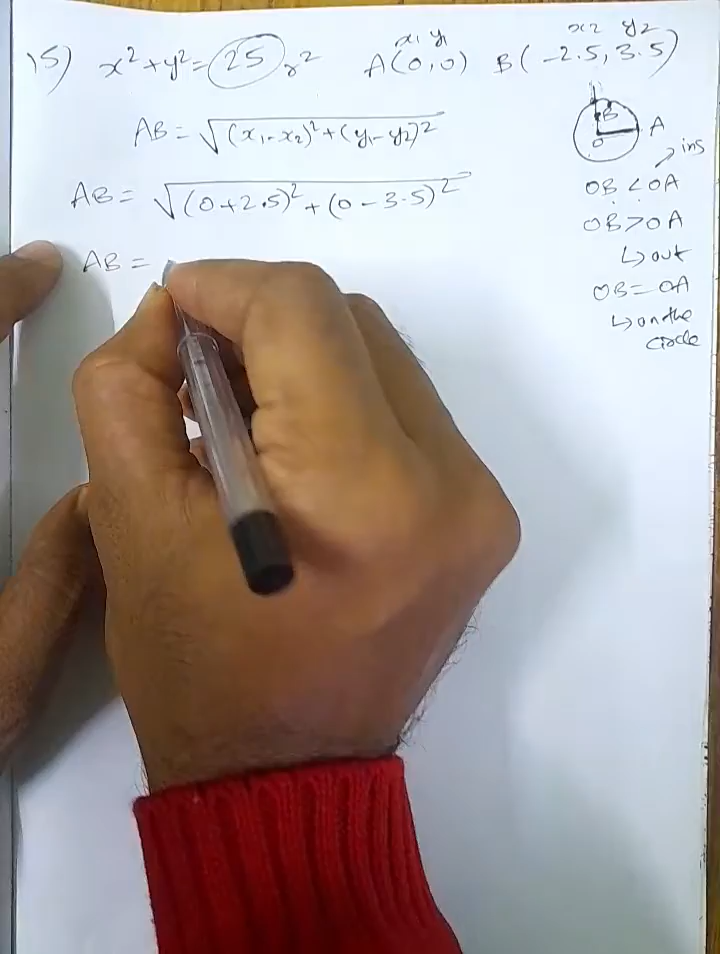 15) x²+y²=25 r² A(0,0) B(-2.5, 3.5)
x₁ y₁ x2 y2
AB = √(x₁-x₂)²+(y₁-y₂)2
B
O
A
ins
AB = √(0+2.5)²+(0-3.5)2
OB < OA
OB > OA
↳out
AB =
OB = OA
↳on the
circle